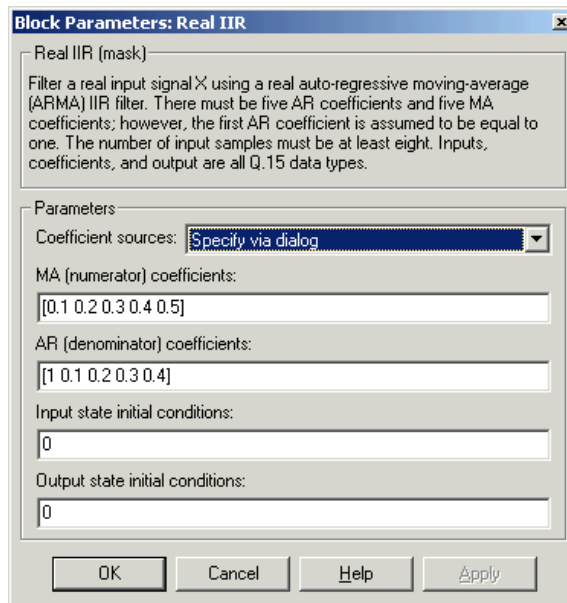 Block Parameters: Real IIR
Real IIR (mask)
Filter a real input signal X using a real auto-regressive moving-average
(ARMA) IIR filter. There must be five AR coefficients and five MA
coefficients; however, the first AR coefficient is assumed to be equal to
one. The number of input samples must be at least eight. Inputs,
coefficients, and output are all Q.15 data types.
Parameters
Coefficient sources: Specify via dialog
MA (numerator) coefficients:
[0.1 0.2 0.3 0.4 0.5]
AR (denominator) coefficients:
[1 0.1 0.2 0.3 0.4]
Input state initial conditions:
0
Output state initial conditions:
0
OK Cancel Help Apply